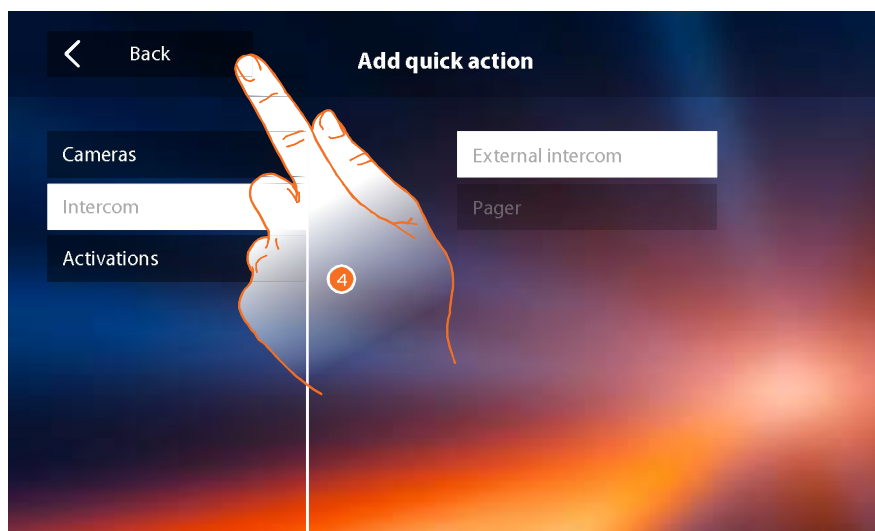 Back
Add quick action
Cameras
External intercom
Intercom
Pager
Activations
4